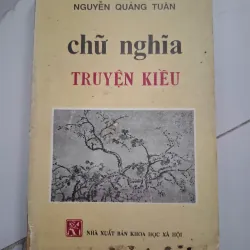 NGUYỄN QUẢNG TUÂN
chữ nghĩa
TRUYỆN KIỀU
NHÀ XUẤT BẢN KHOA HỌC XÃ HỘI